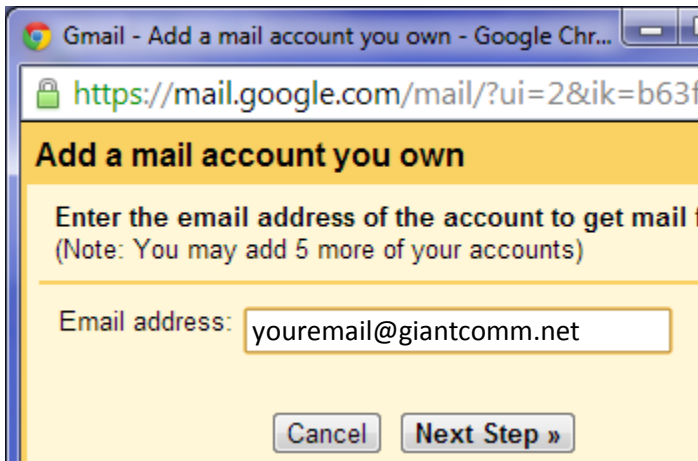 Gmail - Add a mail account you own - Google Chr...
https://mail.google.com/mail/?ui=2&ik=b63f
Add a mail account you own
Enter the email address of the account to get mail
(Note: You may add 5 more of your accounts)
Email address: youremail@giantcomm.net
Cancel Next Step »